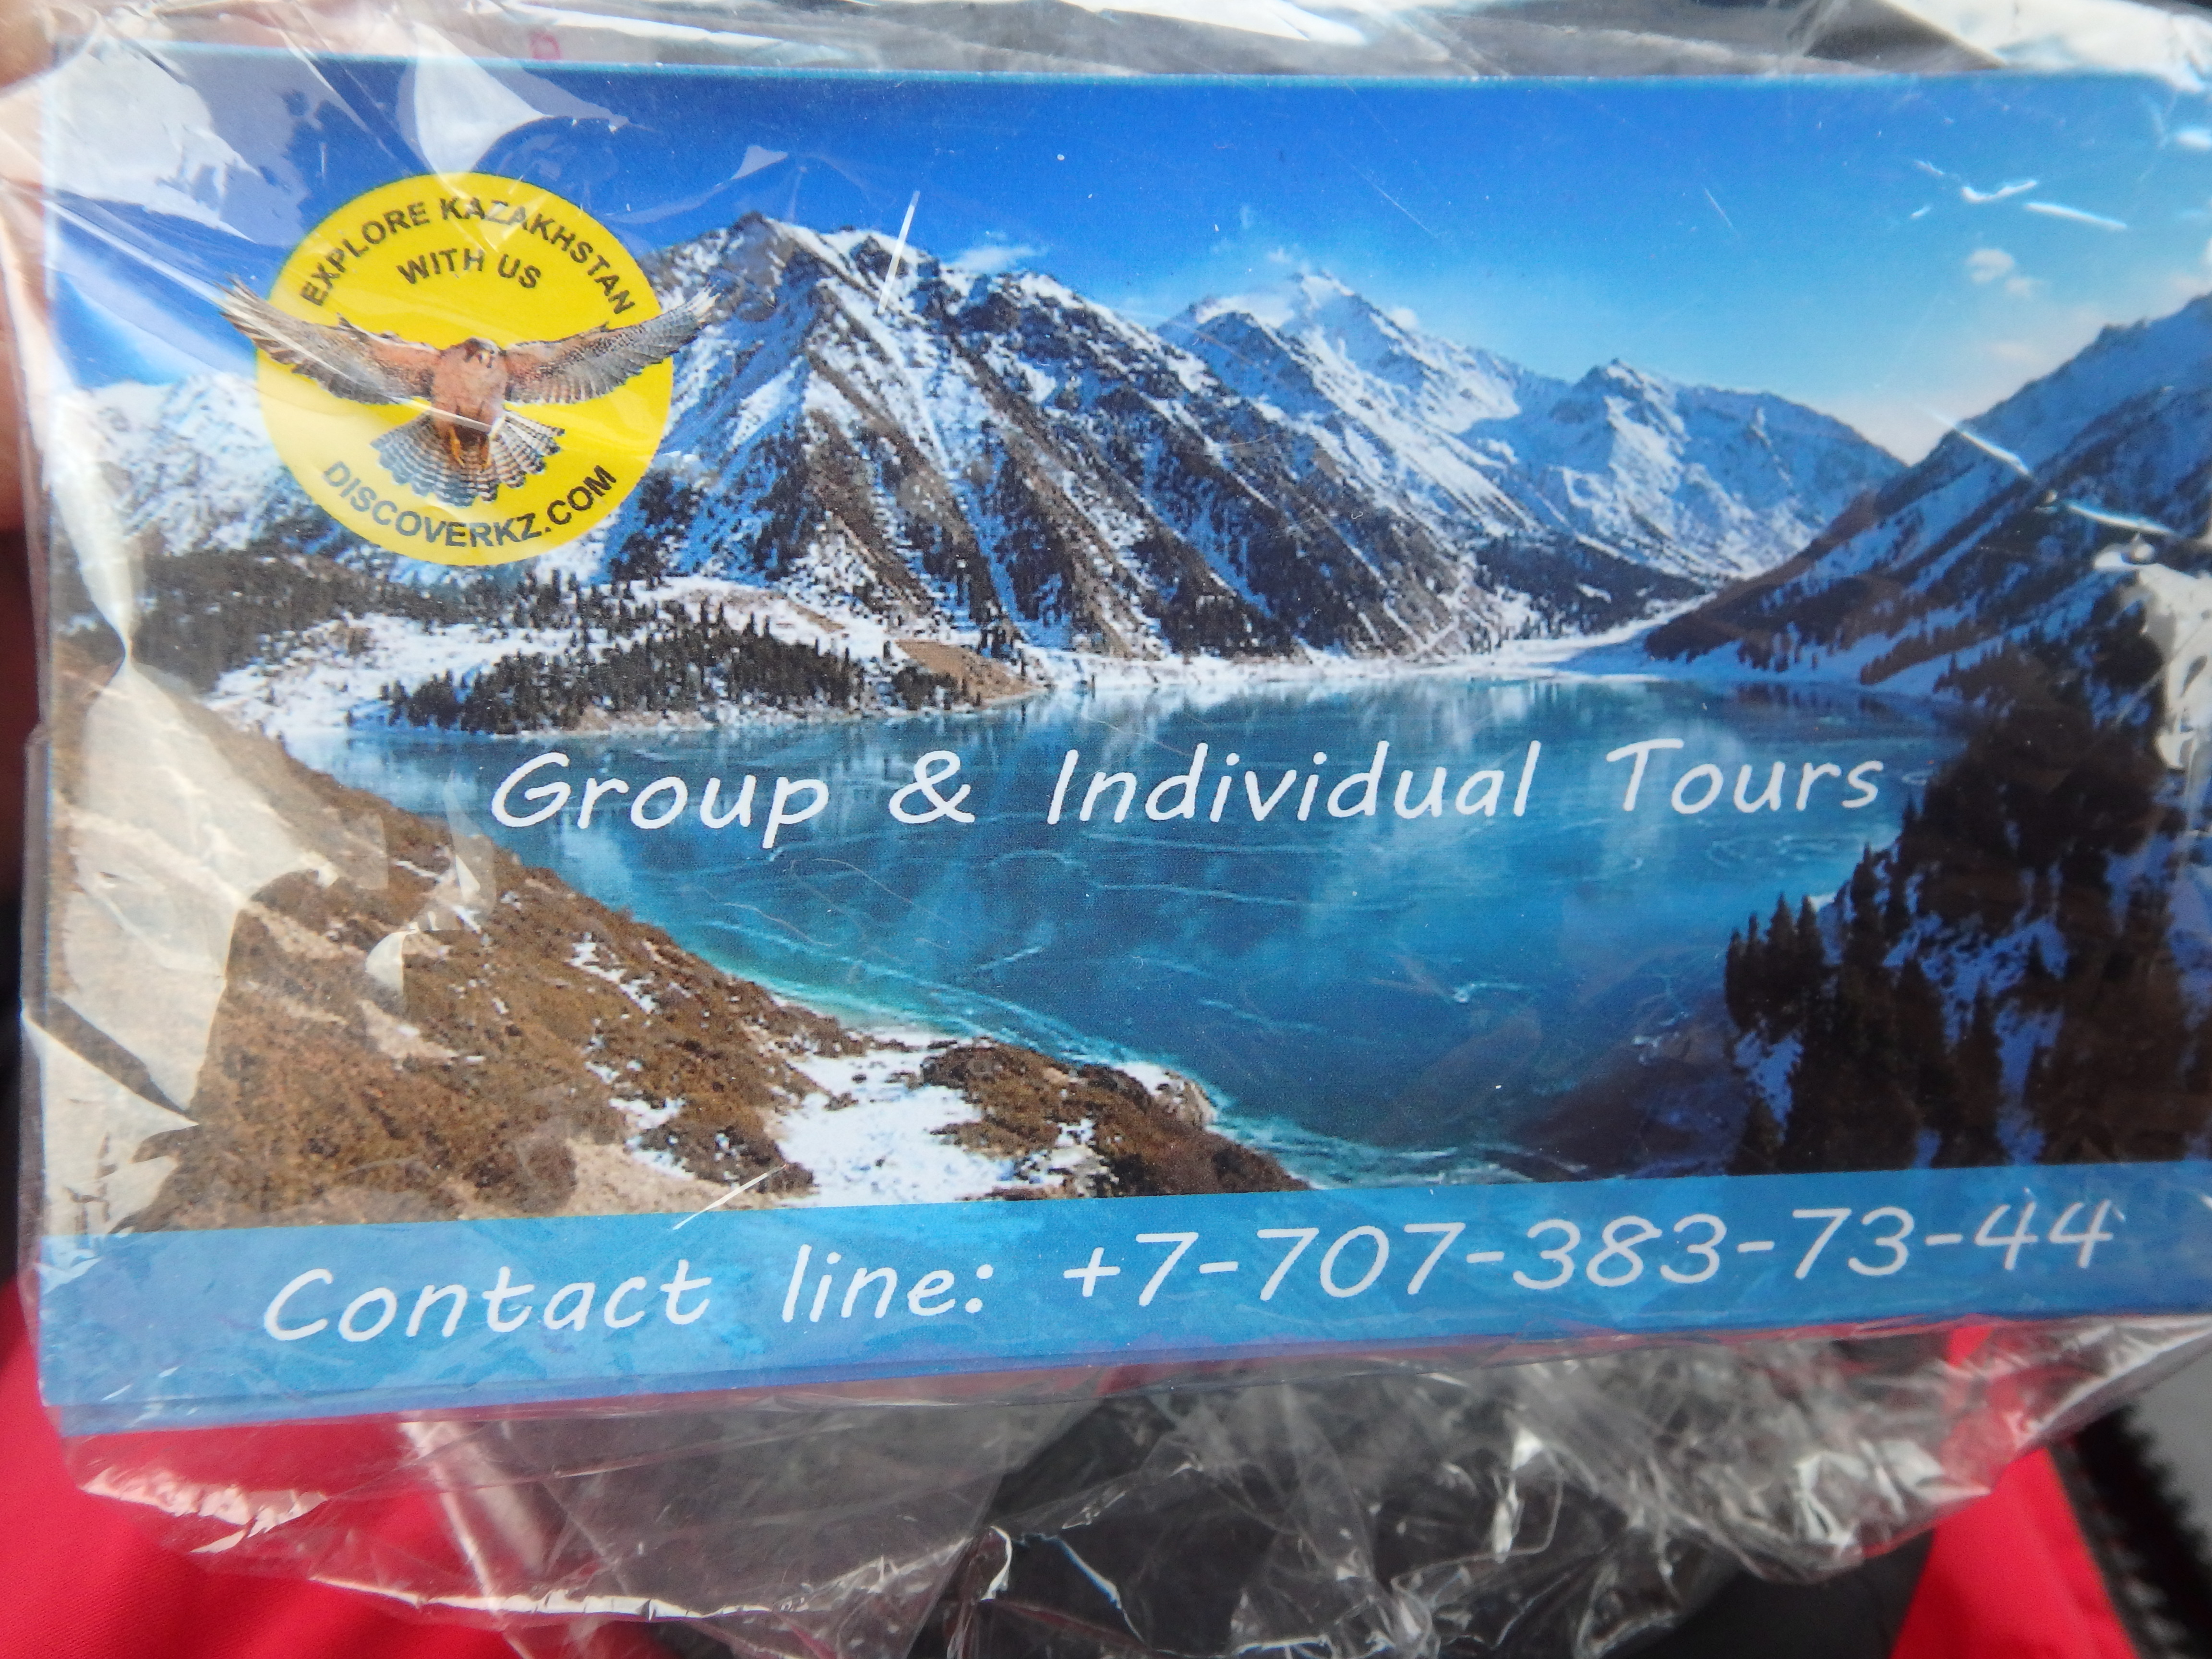 EXPLORE KAZAKHSTAN
WITH US
DISCOVERKZ.COM
Group & Individual Tours
Contact line: +7-707-383-73-44